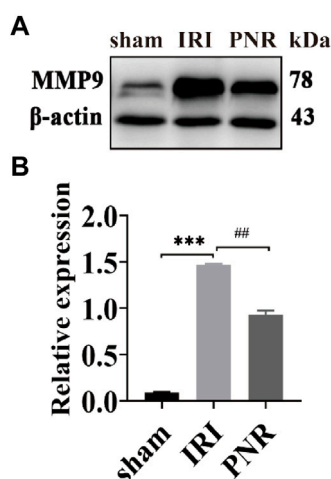 A
sham IRI PNR kDa
MMP9 78
β-actin 43
B
Relative expression
2.0
1.5
1.0
0.5
0.0
*** ##
sham IRI PNR